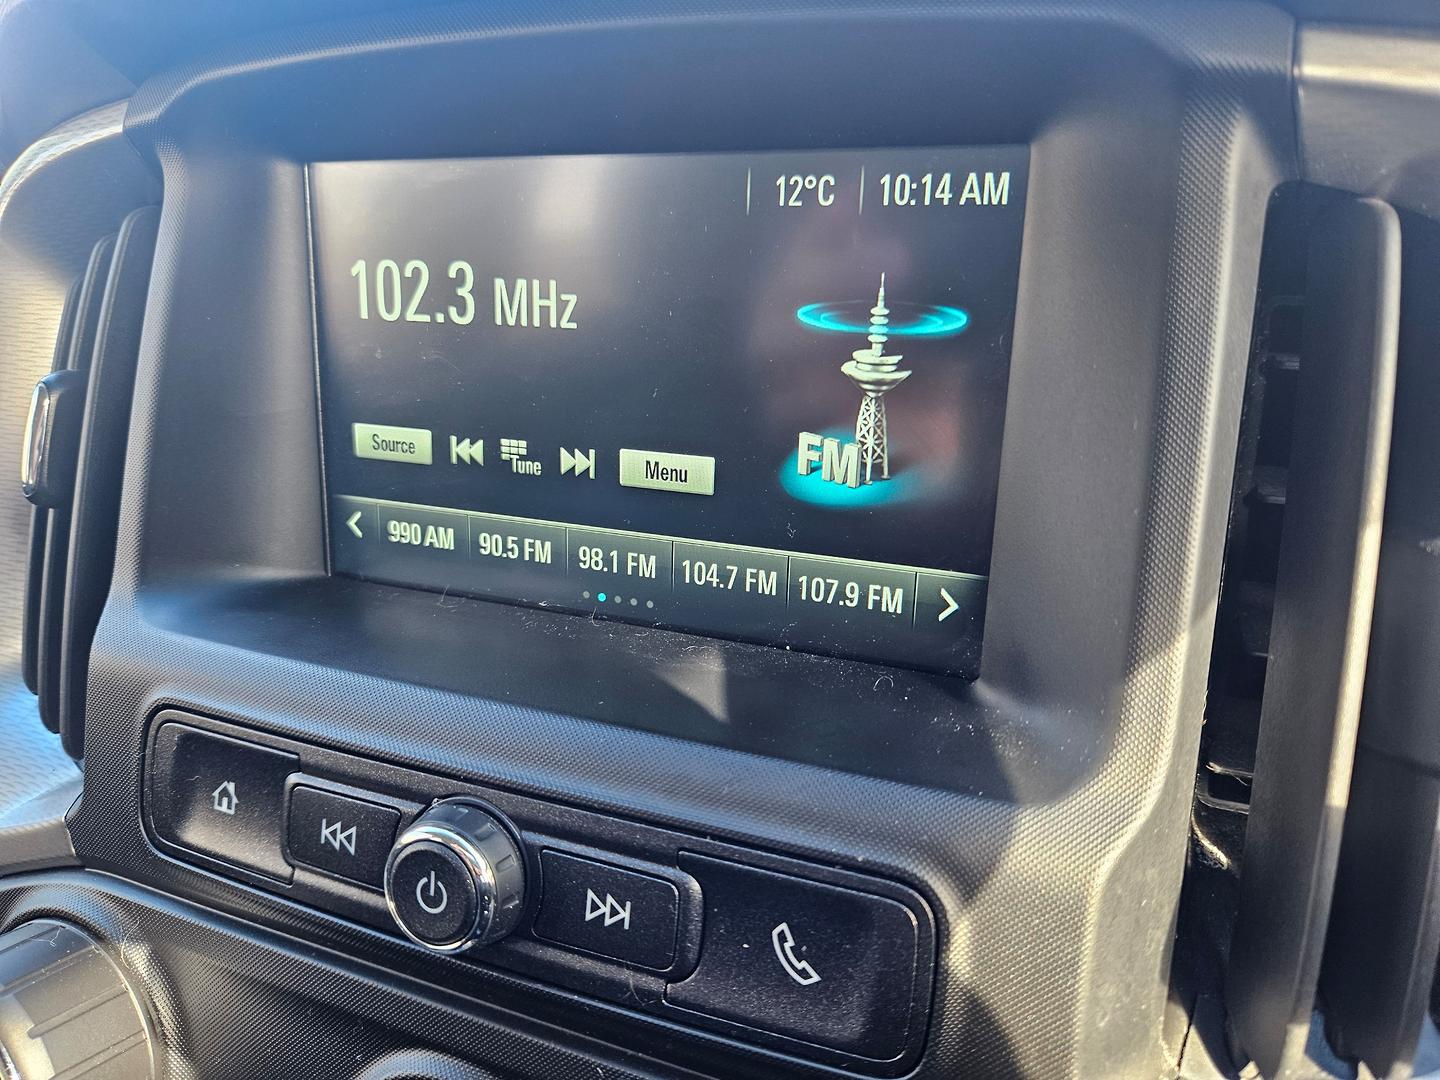 12°C 10:14 AM
102.3 MHz
FM
Source Tune Menu
990 AM 90.5 FM 98.1 FM 104.7 FM 107.9 FM